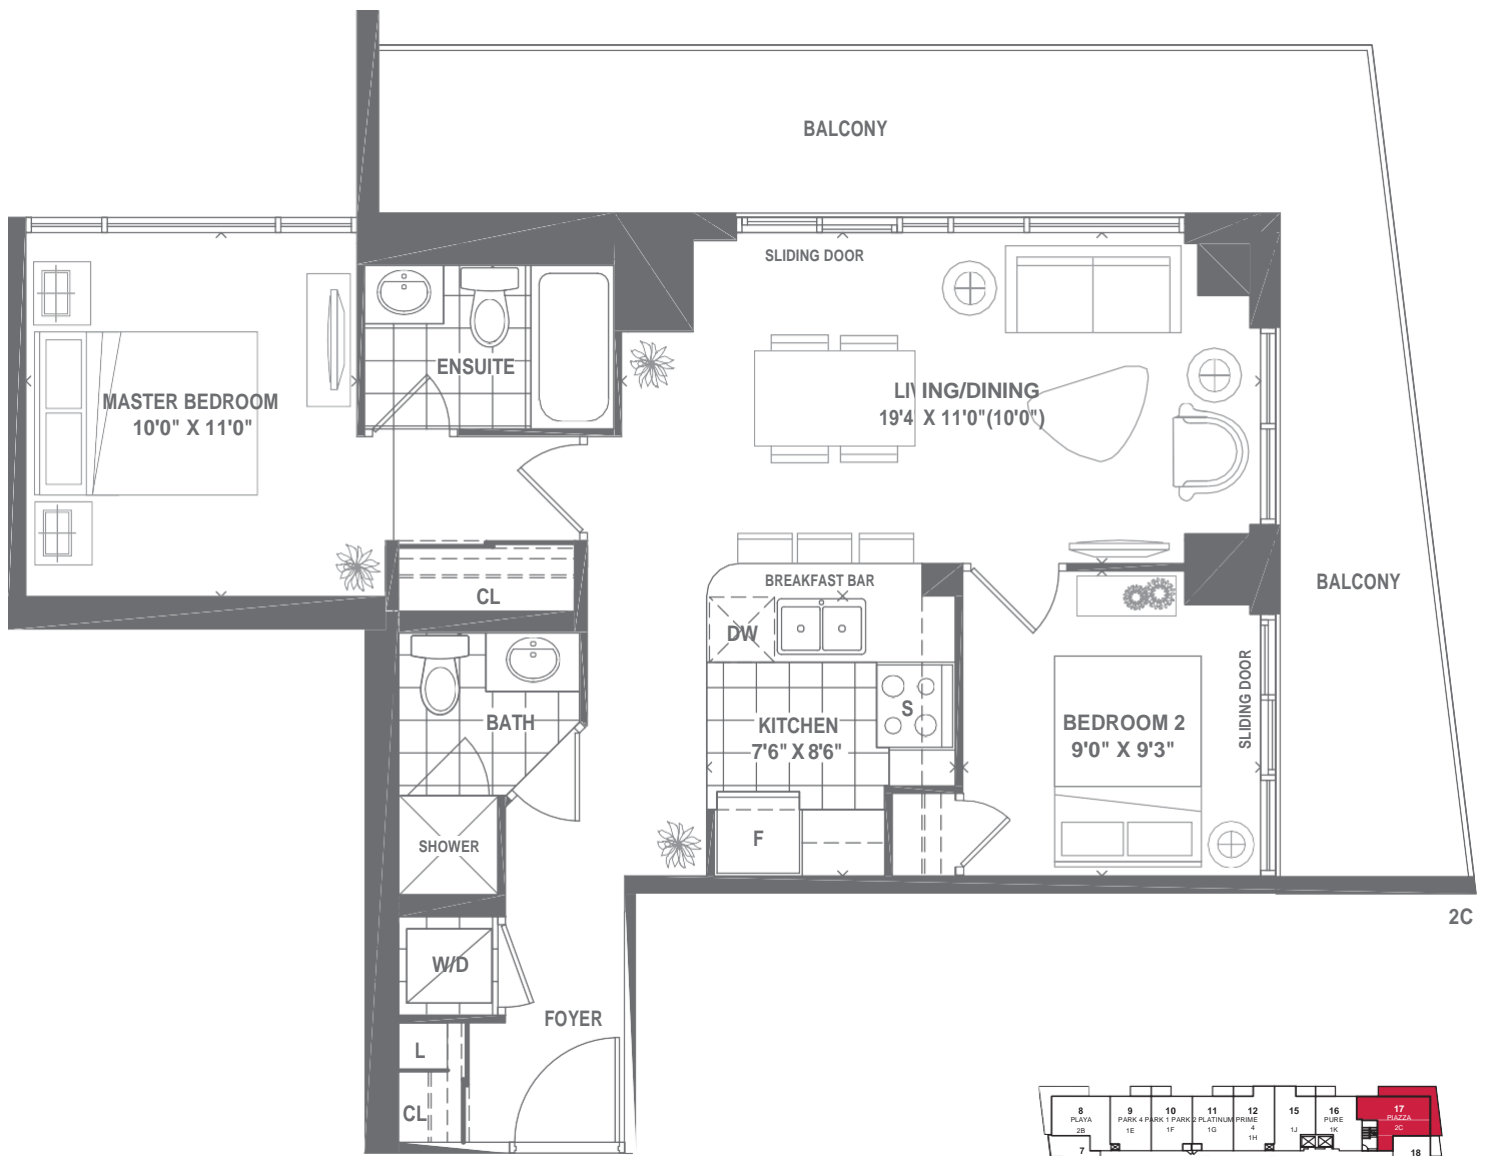 BALCONY
SLIDING DOOR
ENSUITE
MASTER BEDROOM
10'0" X 11'0"
LIVING/DINING
19'4 X 11'0"(10'0")
BREAKFAST BAR
BALCONY
CL
DW
BATH
KITCHEN
7'6" X 8'6"
S
BEDROOM 2
9'0" X 9'3"
SLIDING DOOR
SHOWER
F
2C
W/D
FOYER
L
CL
8 9 10 11 12 15 16 17
PLAYA PARK 4 PARK 1 PARK 2 PLATINUM PRIME PURE PIAZZA
4
2B 1E 1F 1G 1H 1J 1K 2C
7 18